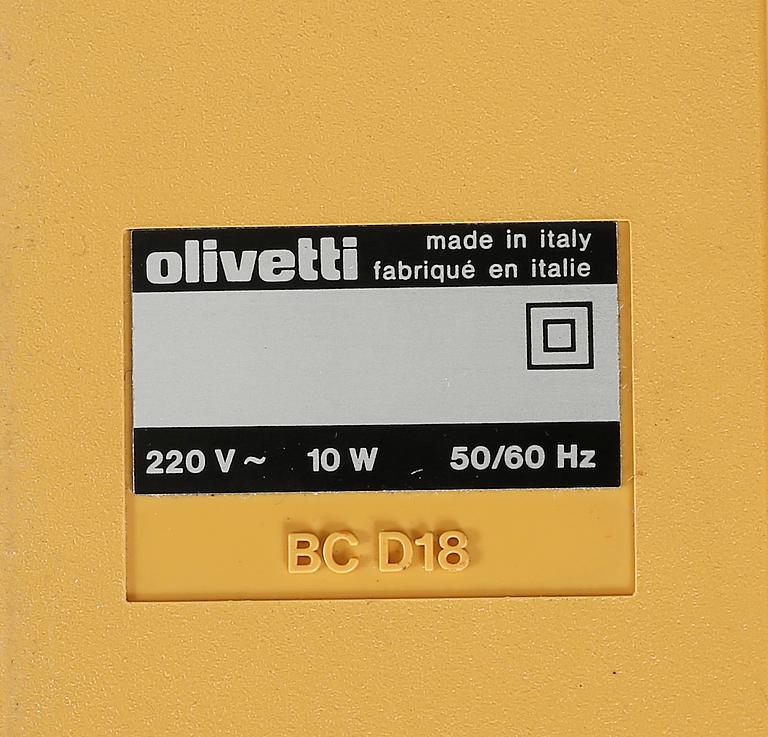 olivetti
made in italy
fabriqué en italie
220 V ~ 10 W 50/60 Hz
BC D18